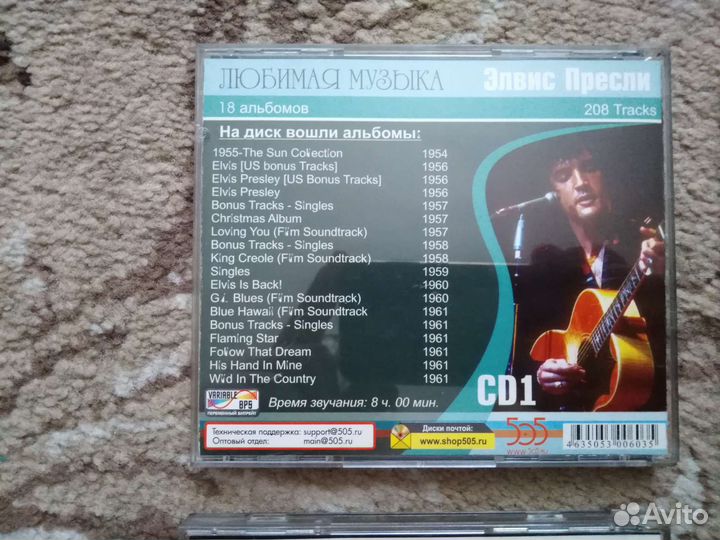 ЛЮБИМАЯ МУЗЫКА Элвис Пресли
18 альбомов 208 Tracks
На диск вошли альбомы:
1955-The Sun Collection 1954
Elvis [US bonus Tracks] 1956
Elvis Presley [US Bonus Tracks] 1956
Elvis Presley 1956
Bonus Tracks - Singles 1957
Christmas Album 1957
Loving You (Film Soundtrack) 1957
Bonus Tracks - Singles 1958
King Creole (Film Soundtrack) 1958
Singles 1959
Elvis Is Back! 1960
G.I. Blues (Film Soundtrack) 1960
Blue Hawaii (Film Soundtrack 1961
Bonus Tracks - Singles 1961
Flaming Star 1961
Follow That Dream 1961
His Hand In Mine 1961
Wild In The Country 1961
CD1
VARIABLE BPS
ПЕРЕМЕННЫЙ БИТРЕЙТ
Время звучания: 8 ч. 00 мин.
Техническая поддержка: support@505.ru
Оптовый отдел: main@505.ru
Диски почтой:
www.shop505.ru
505
4 635053 006035
Avito